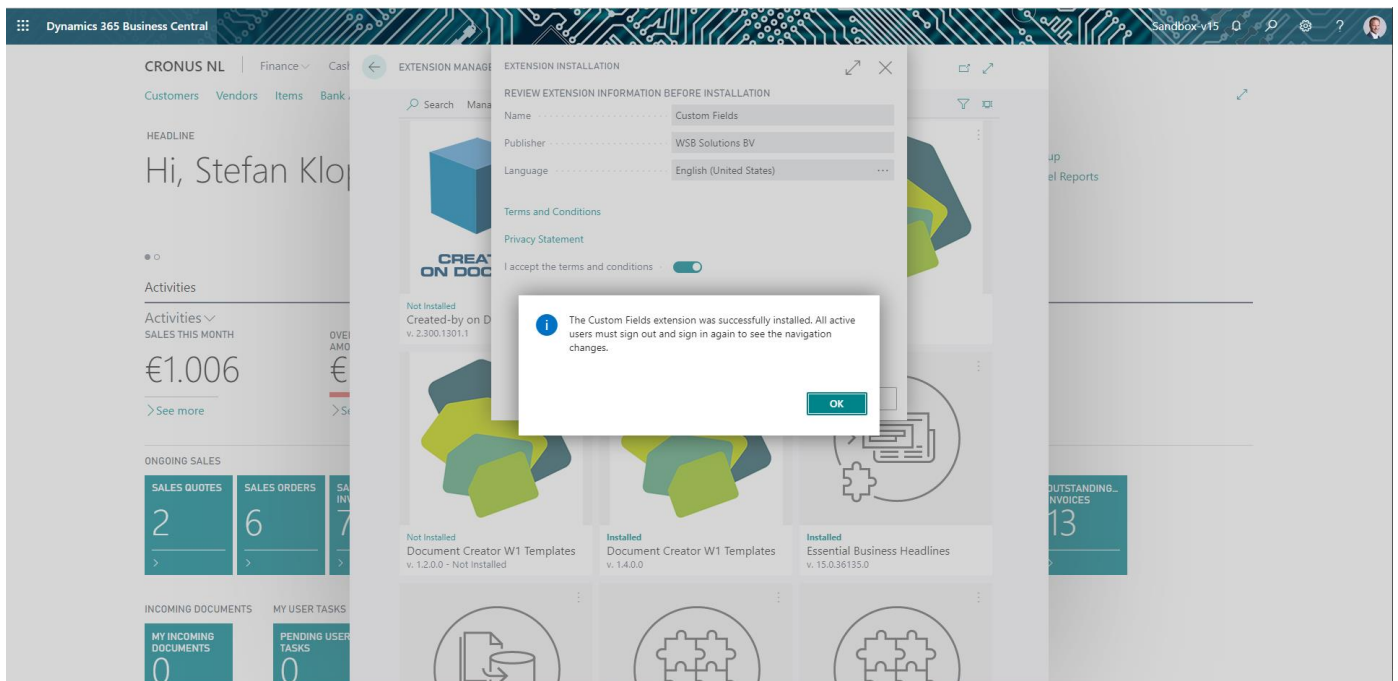 Dynamics 365 Business Central
Sandbox-v15
?
CRONUS NL
Finance
EXTENSION INSTALLATION
REVIEW EXTENSION INFORMATION BEFORE INSTALLATION
Customers Vendors Items Bank
Search
Name
Custom Fields
HEADLINE
Publisher
WSB Solutions BV
Hi, Stefan
Language
English (United States)
...
Reports
Terms and Conditions
Privacy Statement
ON
I accept the terms and conditions
Activities
Activities
SALES THIS MONTH
€1.006
€
See more
Not Installed
Created-by on
v. 2.300.1301.1
The Custom Fields extension was successfully installed. All active
users must sign out and sign in again to see the navigation
changes.
OK
ONGOING SALES
SALES QUOTES
2
SALES ORDERS
6
7
OUTSTANDING...
INVOICES
13
Not Installed
Document Creator W1 Templates
v. 1.2.0.0 - Not Installed
Installed
Document Creator W1 Templates
v. 1.4.0.0
Installed
Essential Business Headlines
v. 15.0.36135.0
INCOMING DOCUMENTS
MY USER TASKS
MY INCOMING
DOCUMENTS
0
PENDING USER
TASKS
0